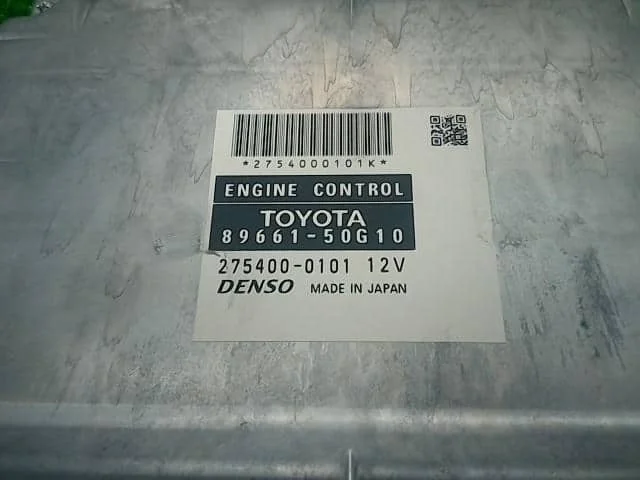 *2754000101K*
ENGINE CONTROL
TOYOTA
89661-50G10
275400-0101 12V
DENSO MADE IN JAPAN